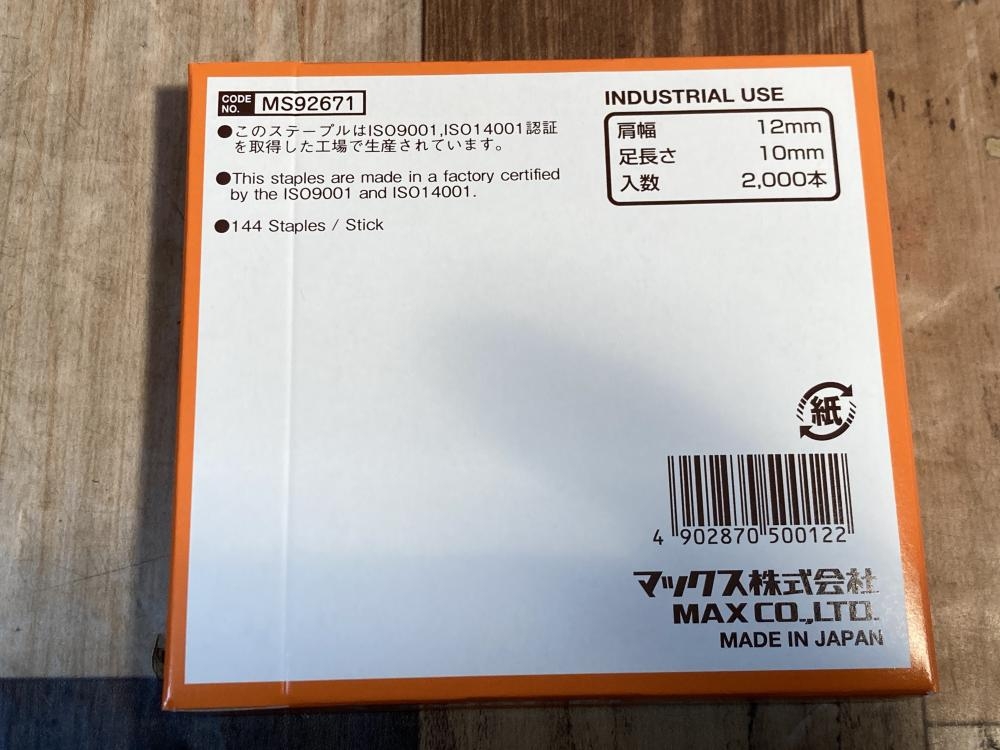 CODE NO. MS92671
●このステープルはISO9001,ISO14001認証
を取得した工場で生産されています。
●This staples are made in a factory certified
by the ISO9001 and ISO14001.
●144 Staples / Stick
INDUSTRIAL USE
肩幅 12mm
足長さ 10mm
入数 2,000本
紙
4 902870 500122
マックス株式会社
MAX CO.,LTD.
MADE IN JAPAN